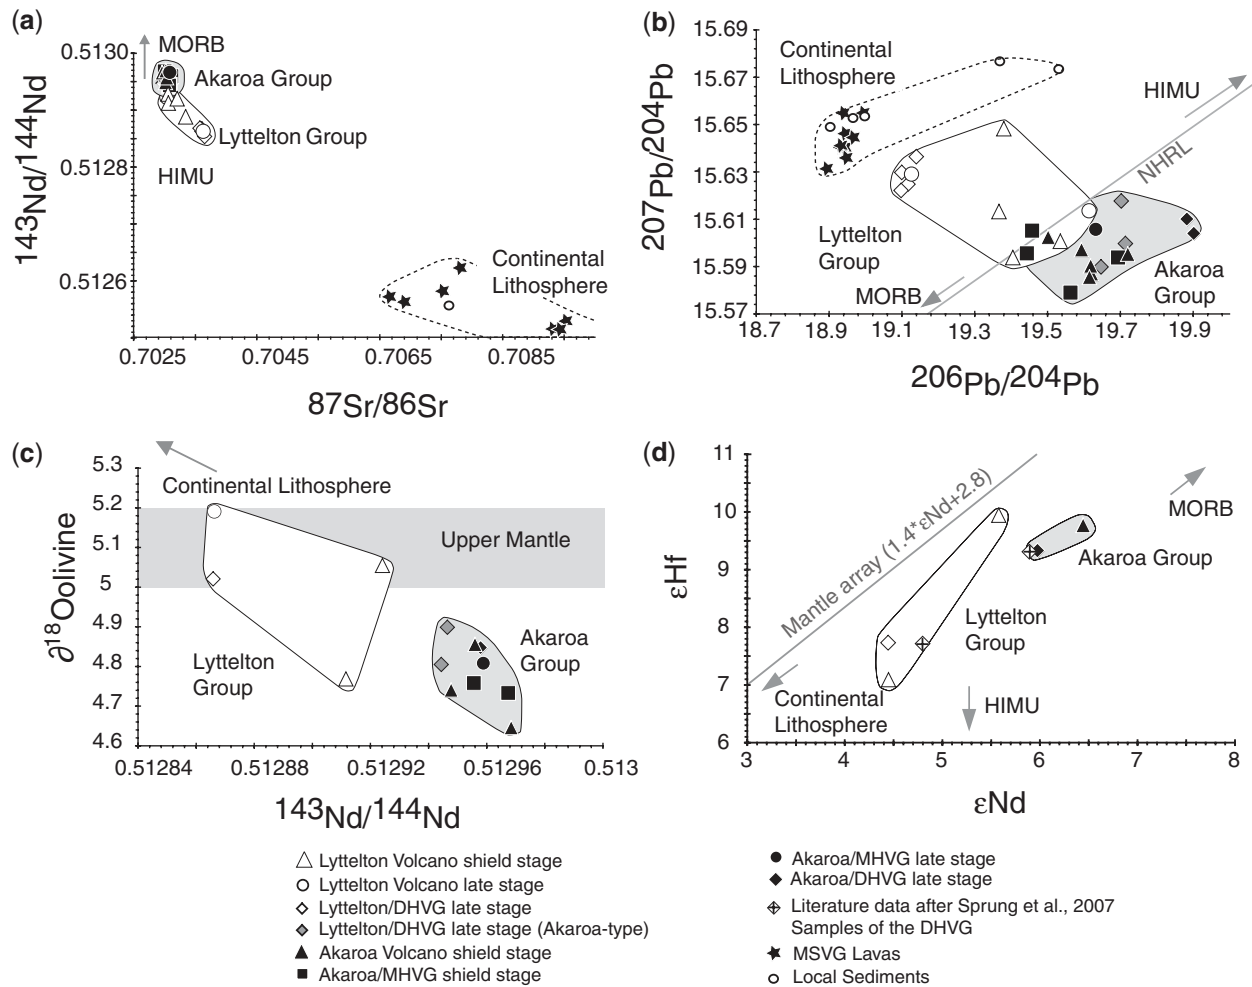 (a)
0.5130
0.5128
0.5126
143Nd/144Nd
MORB
Akaroa Group
Lyttelton Group
HIMU
Continental
Lithosphere
0.7025
0.7045
0.7065
0.7085
87Sr/86Sr
(b)
15.69
15.67
15.65
15.63
15.61
15.59
15.57
207Pb/204Pb
Continental
Lithosphere
HIMU
NHRL
Lyttelton
Group
MORB
Akaroa
Group
18.7
18.9
19.1
19.3
19.5
19.7
19.9
206Pb/204Pb
(c)
5.3
5.2
5.1
5
4.9
4.8
4.7
4.6
∂18Oolivine
Continental Lithosphere
Upper Mantle
Lyttelton
Group
Akaroa
Group
0.51284
0.51288
0.51292
0.51296
0.513
143Nd/144Nd
(d)
11
10
9
8
7
6
εHf
Mantle array (1.4*εNd+2.8)
MORB
Akaroa Group
Lyttelton
Group
Continental
Lithosphere
HIMU
3
4
5
6
7
8
εNd
Lyttelton Volcano shield stage
Lyttelton Volcano late stage
Lyttelton/DHVG late stage
Lyttelton/DHVG late stage (Akaroa-type)
Akaroa Volcano shield stage
Akaroa/MHVG shield stage
Akaroa/MHVG late stage
Akaroa/DHVG late stage
Literature data after Sprung et al., 2007
Samples of the DHVG
MSVG Lavas
Local Sediments